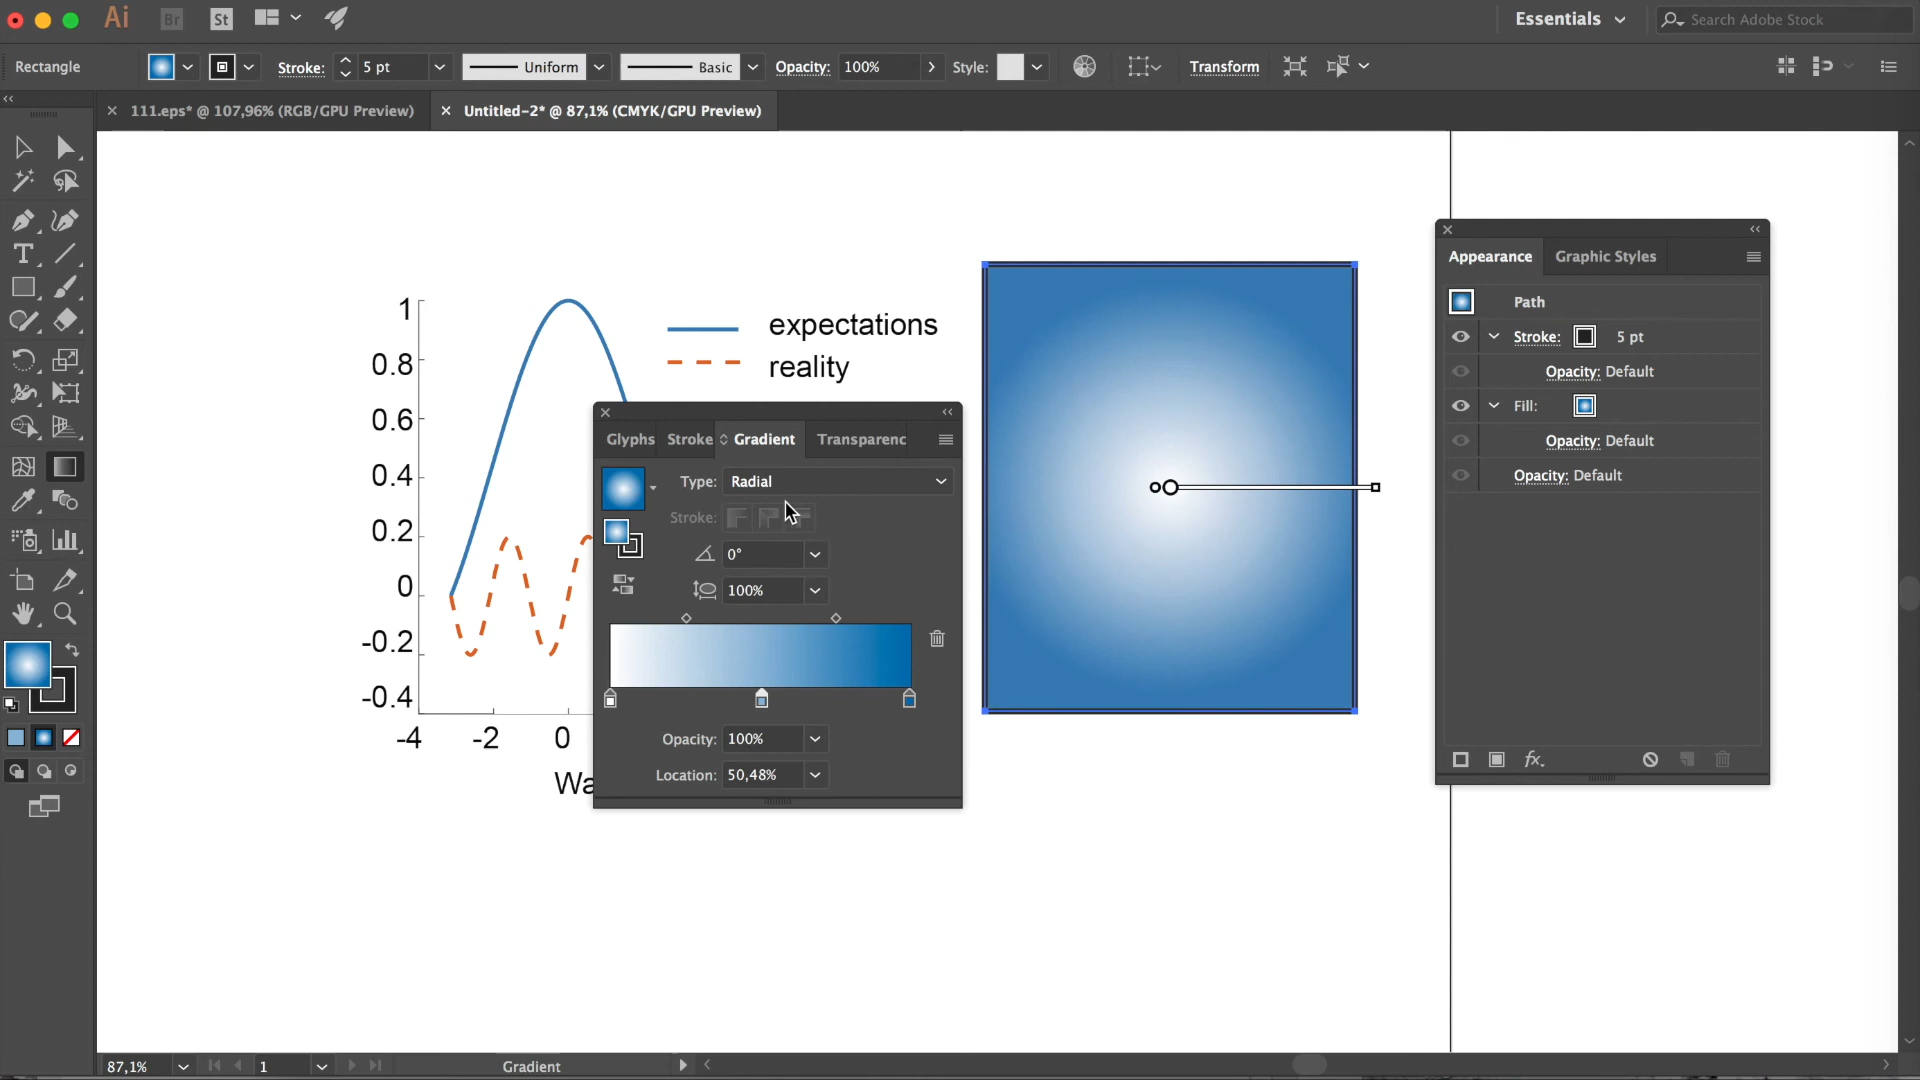 Ai
Br
St
Essentials
Search Adobe Stock
Rectangle
Stroke:
5 pt
Uniform
Basic
Opacity:
100%
Style:
Transform
111.eps* @ 107,96% (RGB/GPU Preview)
Untitled-2* @ 87,1% (CMYK/GPU Preview)
1
0.8
0.6
0.4
0.2
0
-0.2
-0.4
-4
-2
0
Wa
expectations
reality
Glyphs
Stroke
Gradient
Transparenc
Type:
Radial
Stroke:
0°
100%
Opacity:
100%
Location:
50,48%
Appearance
Graphic Styles
Path
Stroke:
5 pt
Opacity: Default
Fill:
Opacity: Default
Opacity: Default
fx.
87,1%
1
Gradient